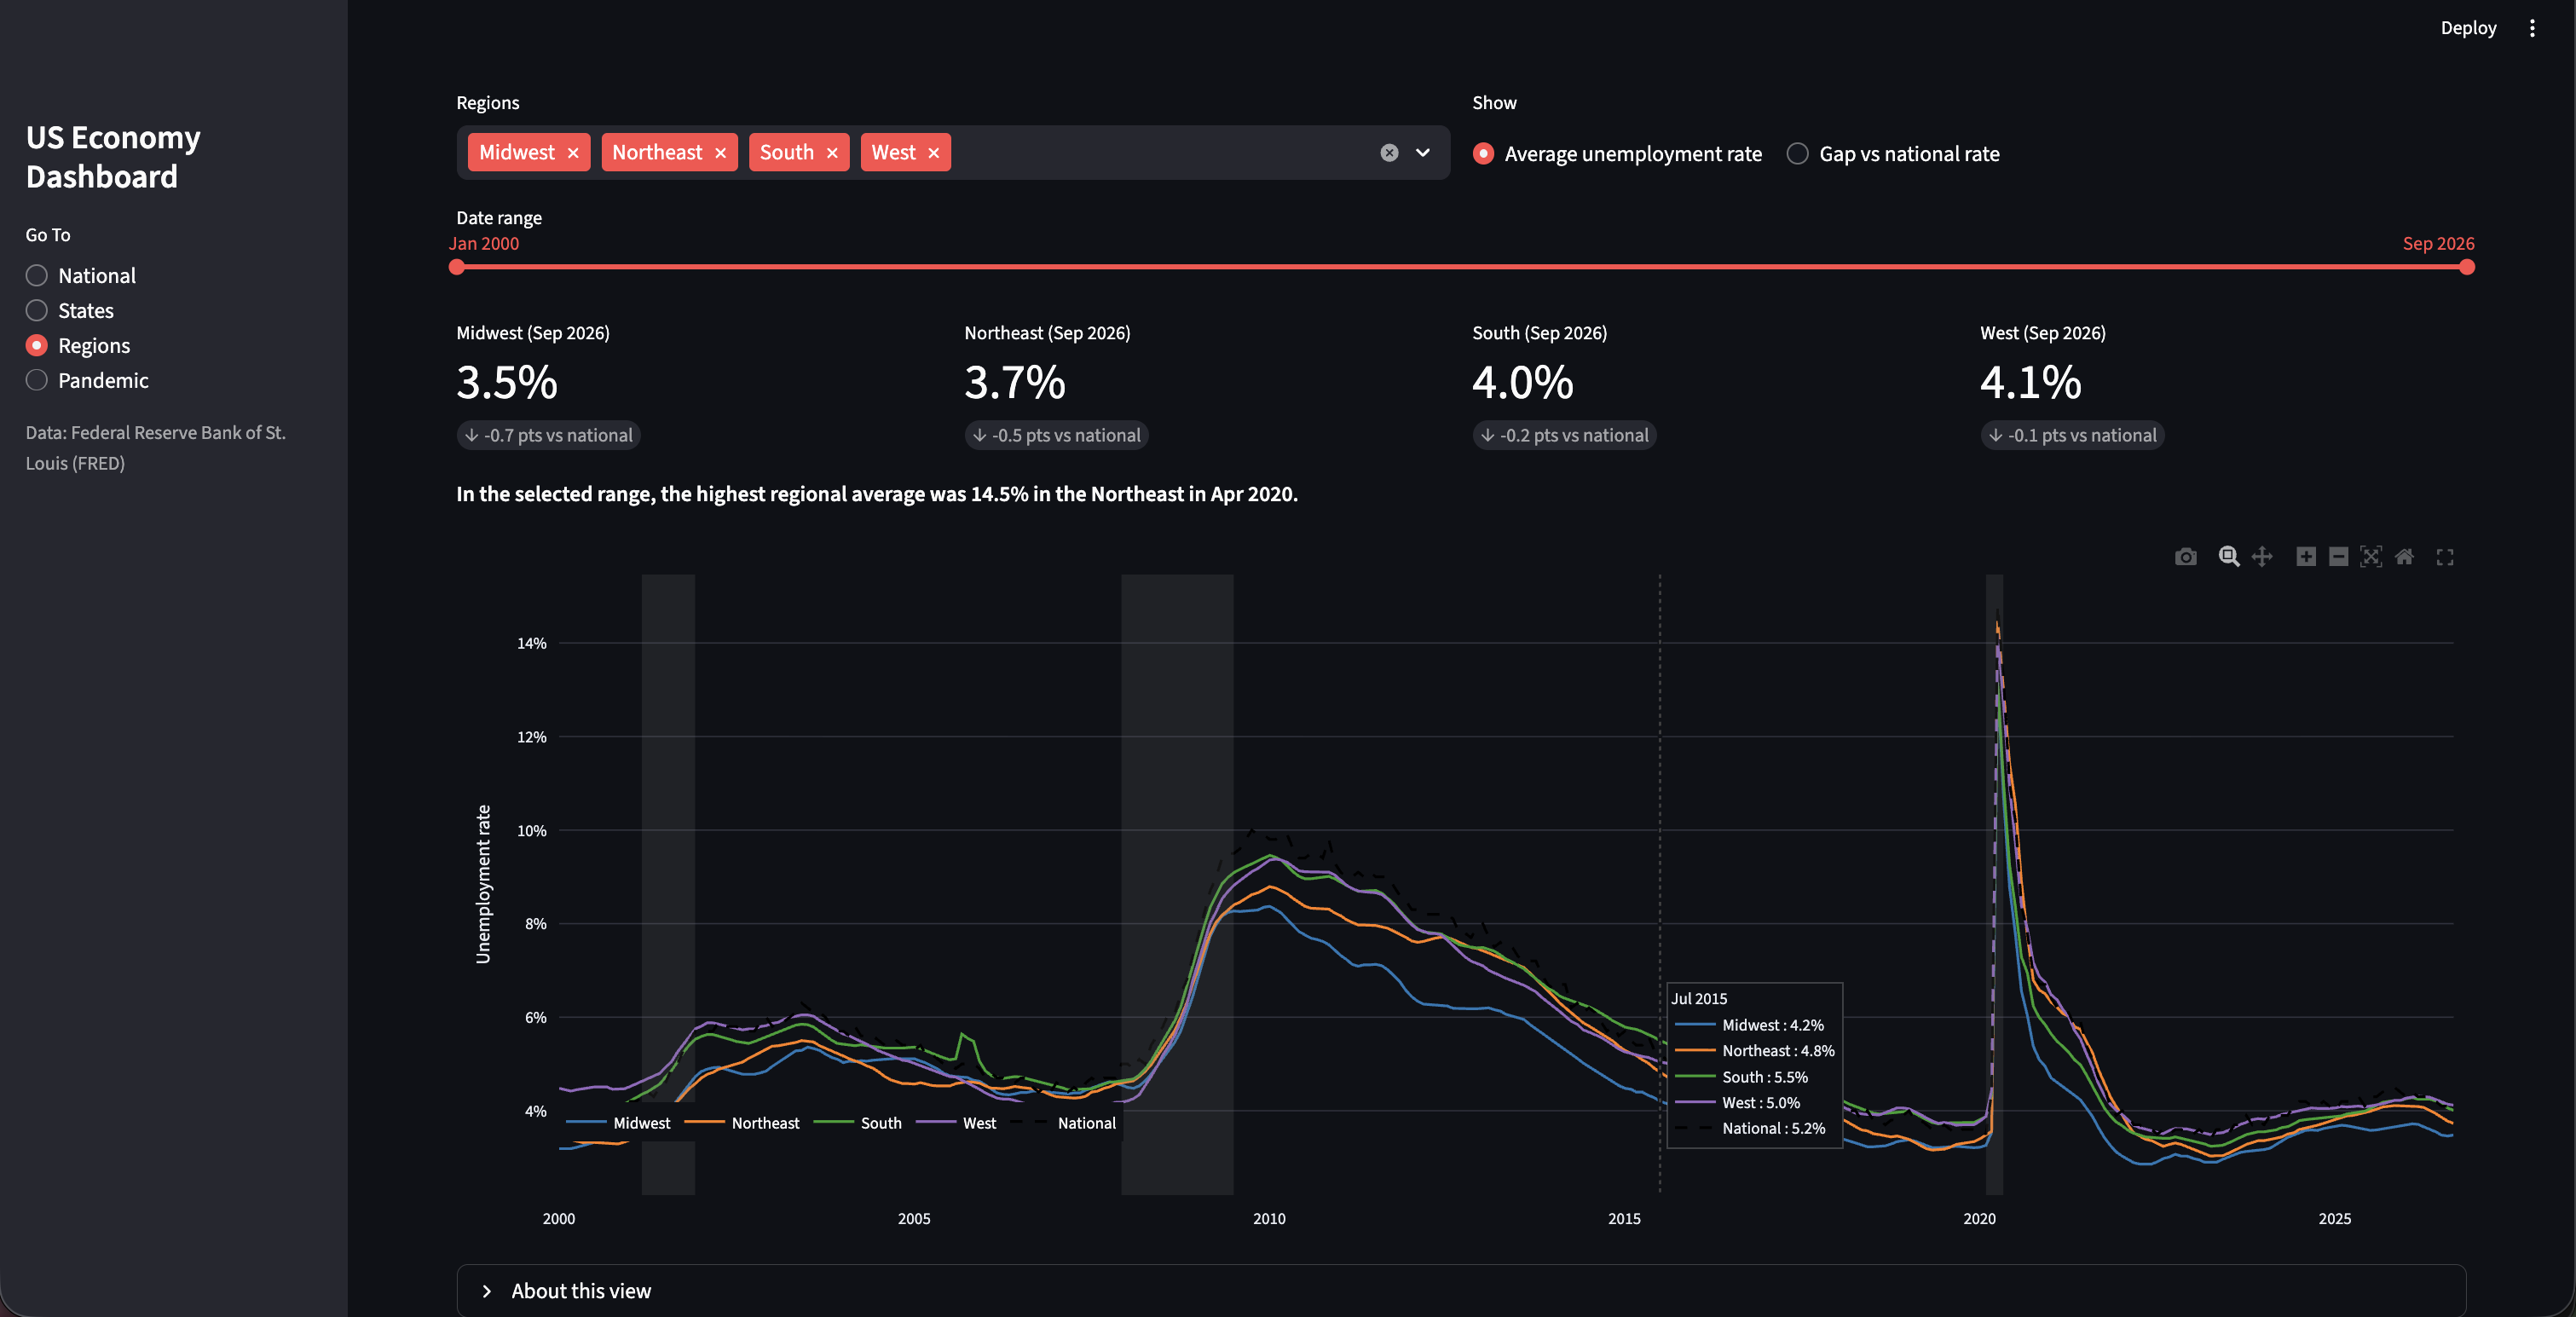 Deploy
US Economy
Dashboard
Go To
National
States
Regions
Pandemic
Data: Federal Reserve Bank of St.
Louis (FRED)
Regions
Midwest
Northeast
South
West
Show
Average unemployment rate
Gap vs national rate
Date range
Jan 2000
Sep 2026
Midwest (Sep 2026)
3.5%
↓ -0.7 pts vs national
Northeast (Sep 2026)
3.7%
↓ -0.5 pts vs national
South (Sep 2026)
4.0%
↓ -0.2 pts vs national
West (Sep 2026)
4.1%
↓ -0.1 pts vs national
In the selected range, the highest regional average was 14.5% in the Northeast in Apr 2020.
Unemployment rate
14%
12%
10%
8%
6%
4%
Midwest
Northeast
South
West
National
Jul 2015
Midwest : 4.2%
Northeast : 4.8%
South : 5.5%
West : 5.0%
National : 5.2%
2000
2005
2010
2015
2020
2025
About this view